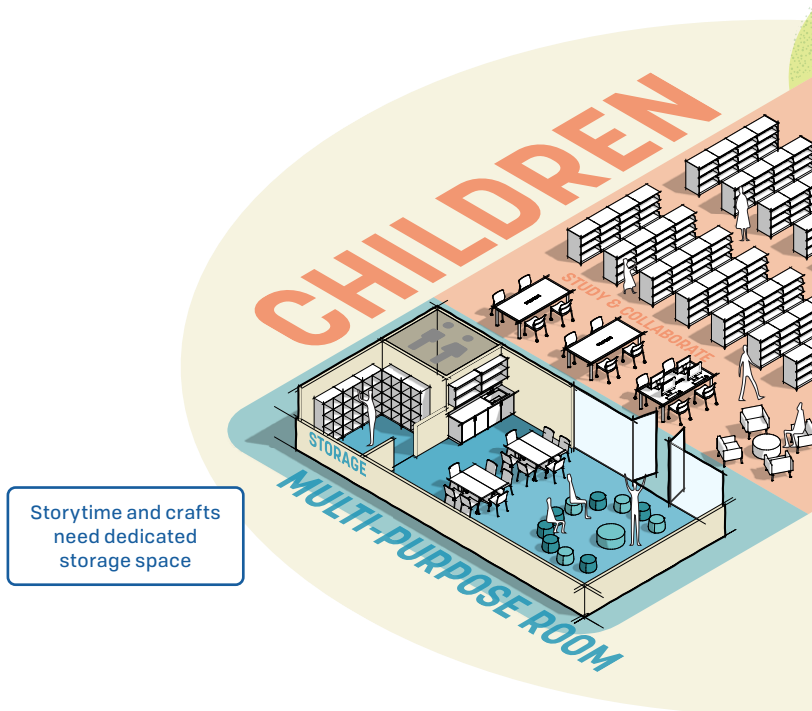 CHILDREN
STUDY & COLLABORATE
STORAGE
MULTI-PURPOSE ROOM
Storytime and crafts
need dedicated
storage space